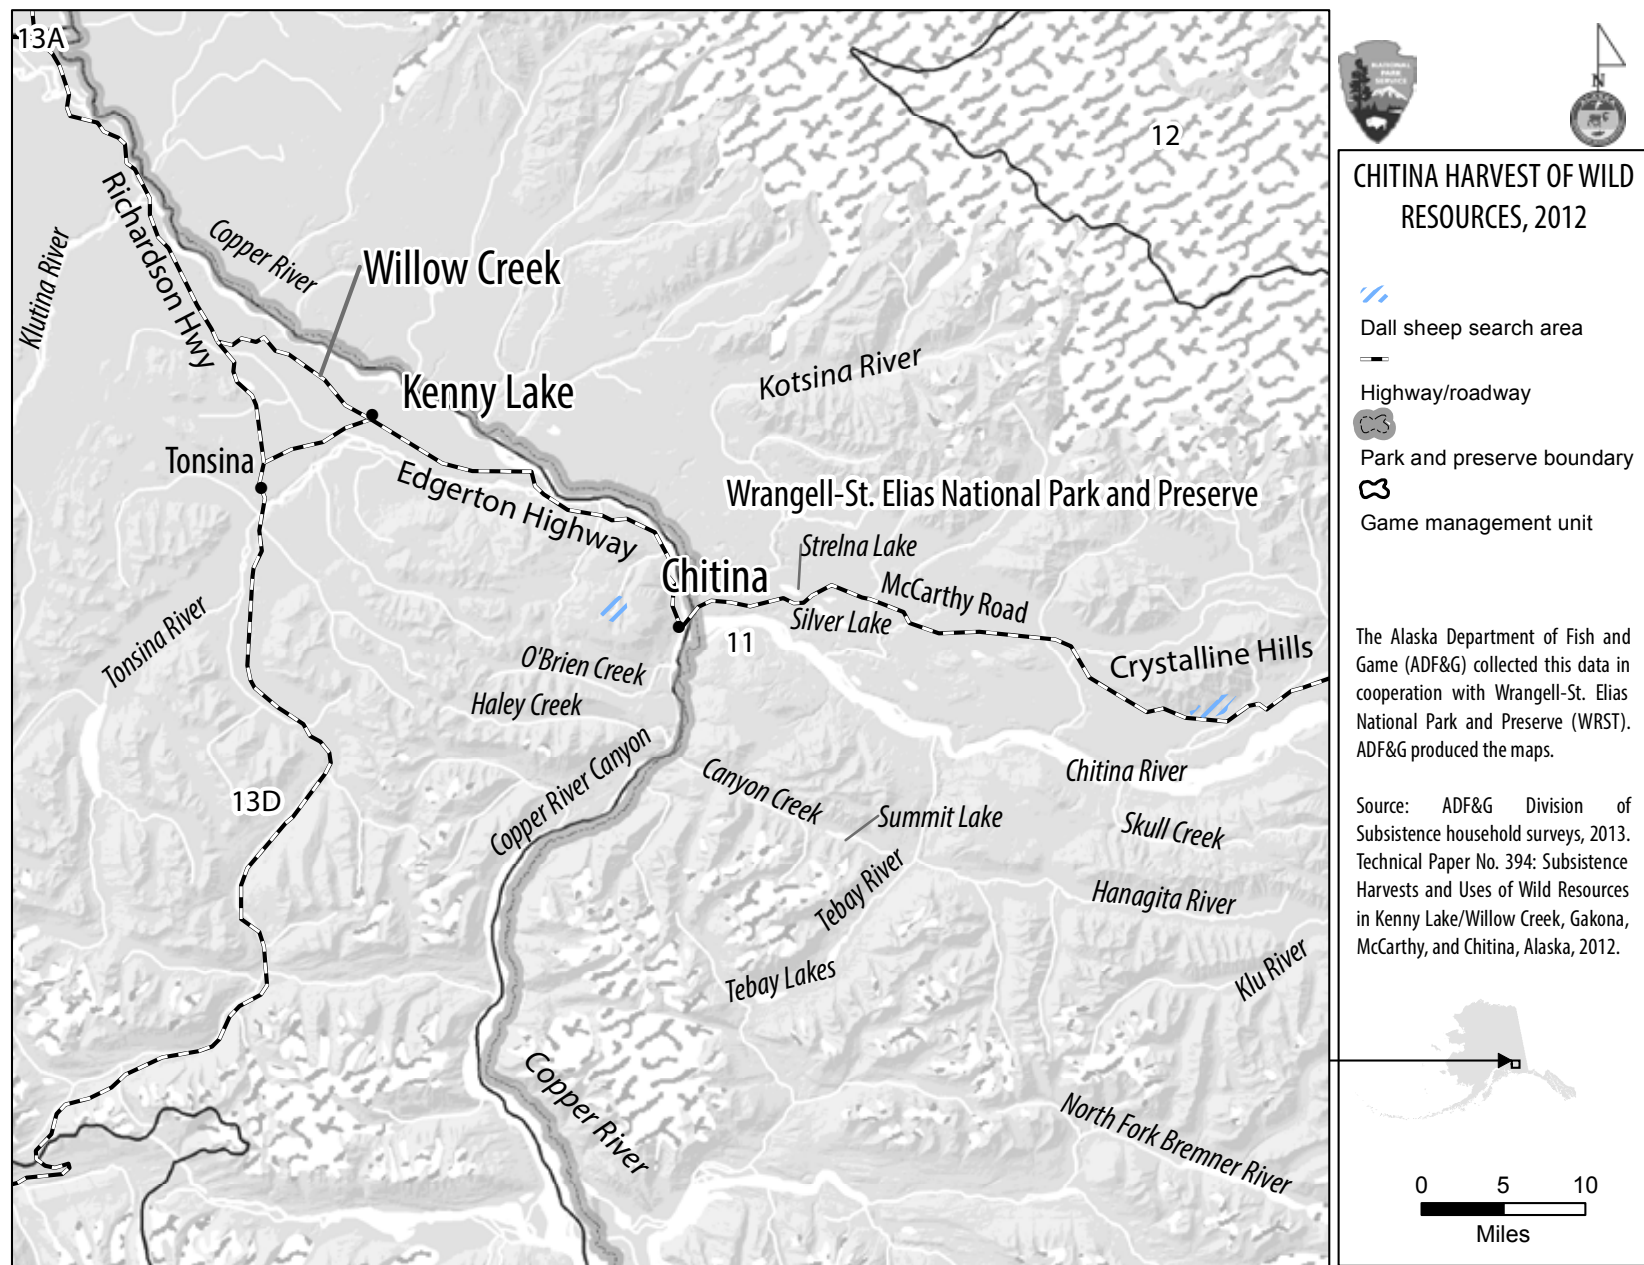 13A
12
Richardson Hwy
Copper River
Klutina River
Willow Creek
Kotsina River
Kenny Lake
Tonsina
Edgerton Highway
Wrangell-St. Elias National Park and Preserve
Strelna Lake
Chitina
McCarthy Road
Silver Lake
11
Tonsina River
O'Brien Creek
Crystalline Hills
Haley Creek
Copper River Canyon
Canyon Creek
Chitina River
13D
Summit Lake
Skull Creek
Tebay River
Hanagita River
Tebay Lakes
Klu River
Copper River
North Fork Bremner River
NATIONAL
PARK
SERVICE
N
CHITINA HARVEST OF WILD
RESOURCES, 2012
Dall sheep search area
Highway/roadway
Park and preserve boundary
Game management unit
The Alaska Department of Fish and
Game (ADF&G) collected this data in
cooperation with Wrangell-St. Elias
National Park and Preserve (WRST).
ADF&G produced the maps.
Source: ADF&G Division of
Subsistence household surveys, 2013.
Technical Paper No. 394: Subsistence
Harvests and Uses of Wild Resources
in Kenny Lake/Willow Creek, Gakona,
McCarthy, and Chitina, Alaska, 2012.
0 5 10
Miles